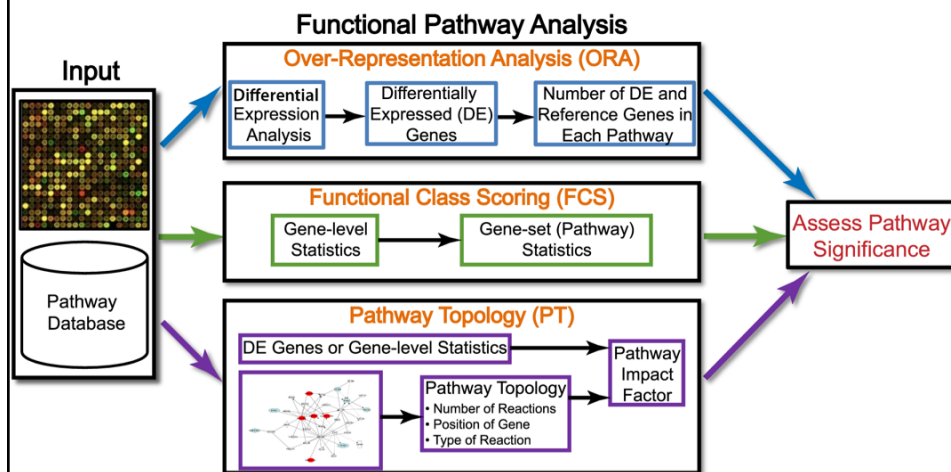 Functional Pathway Analysis
Input
Pathway
Database
Over-Representation Analysis (ORA)
Differential
Expression
Analysis
Differentially
Expressed (DE)
Genes
Number of DE and
Reference Genes in
Each Pathway
Functional Class Scoring (FCS)
Gene-level
Statistics
Gene-set (Pathway)
Statistics
Pathway Topology (PT)
DE Genes or Gene-level Statistics
Pathway Topology
• Number of Reactions
• Position of Gene
• Type of Reaction
Pathway
Impact
Factor
Assess Pathway
Significance